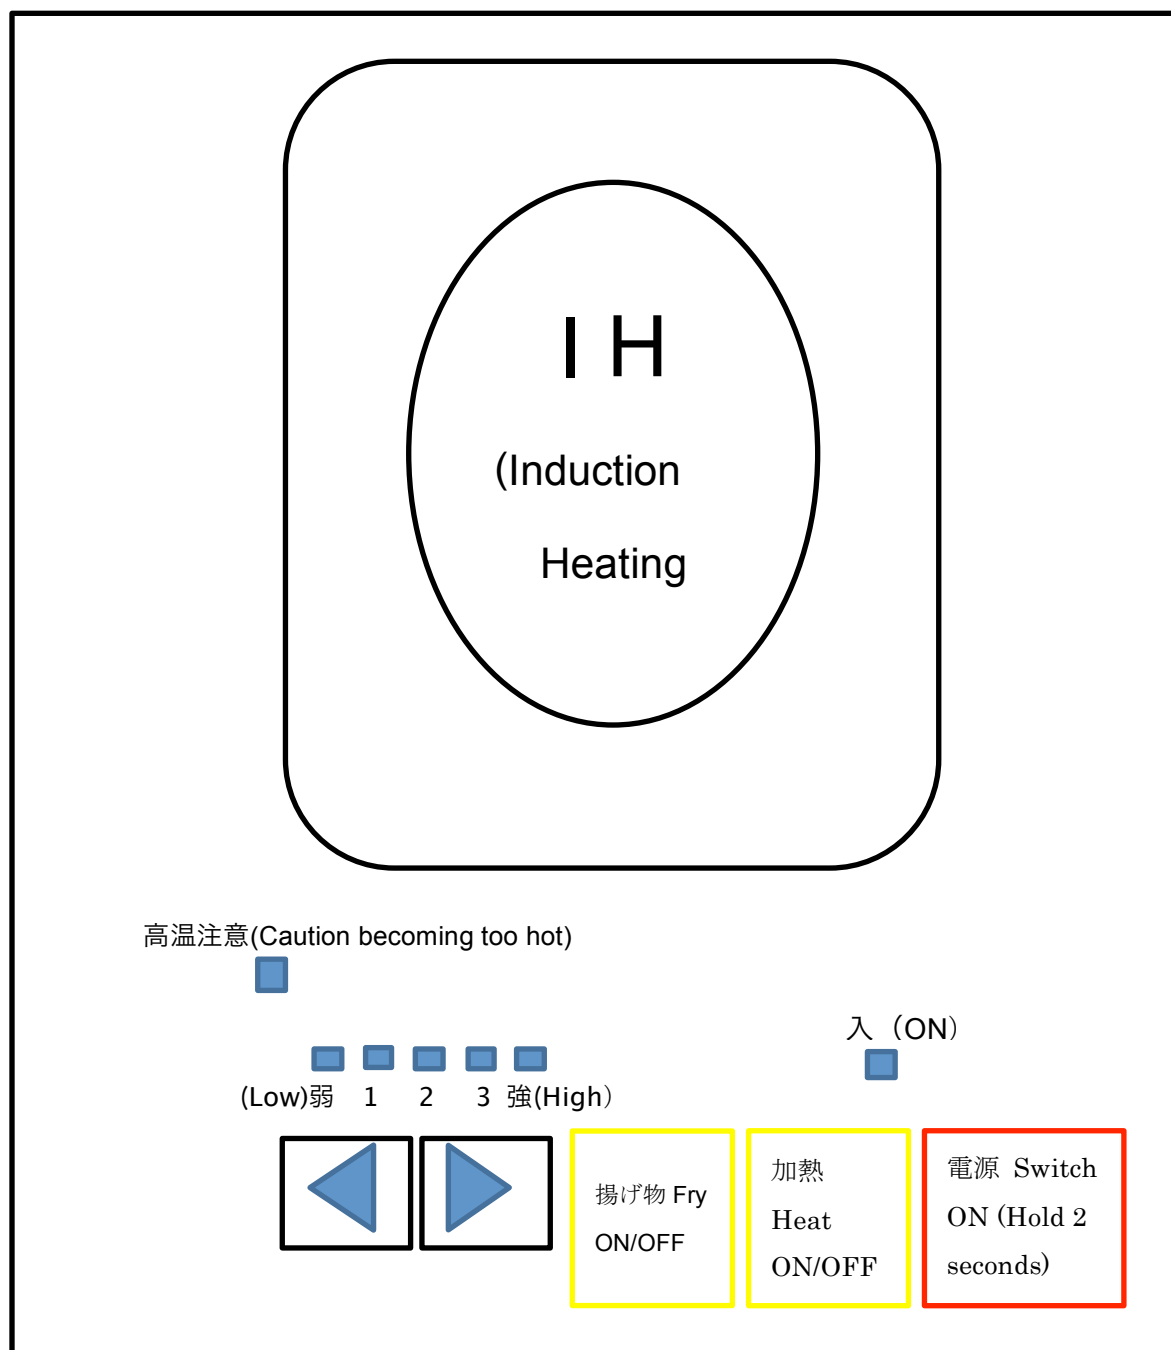 I H
(Induction
Heating
高温注意(Caution becoming too hot)
入（ON）
(Low)弱 1 2 3 強(High）
揚げ物 Fry
ON/OFF
加熱
Heat
ON/OFF
電源 Switch
ON (Hold 2
seconds)